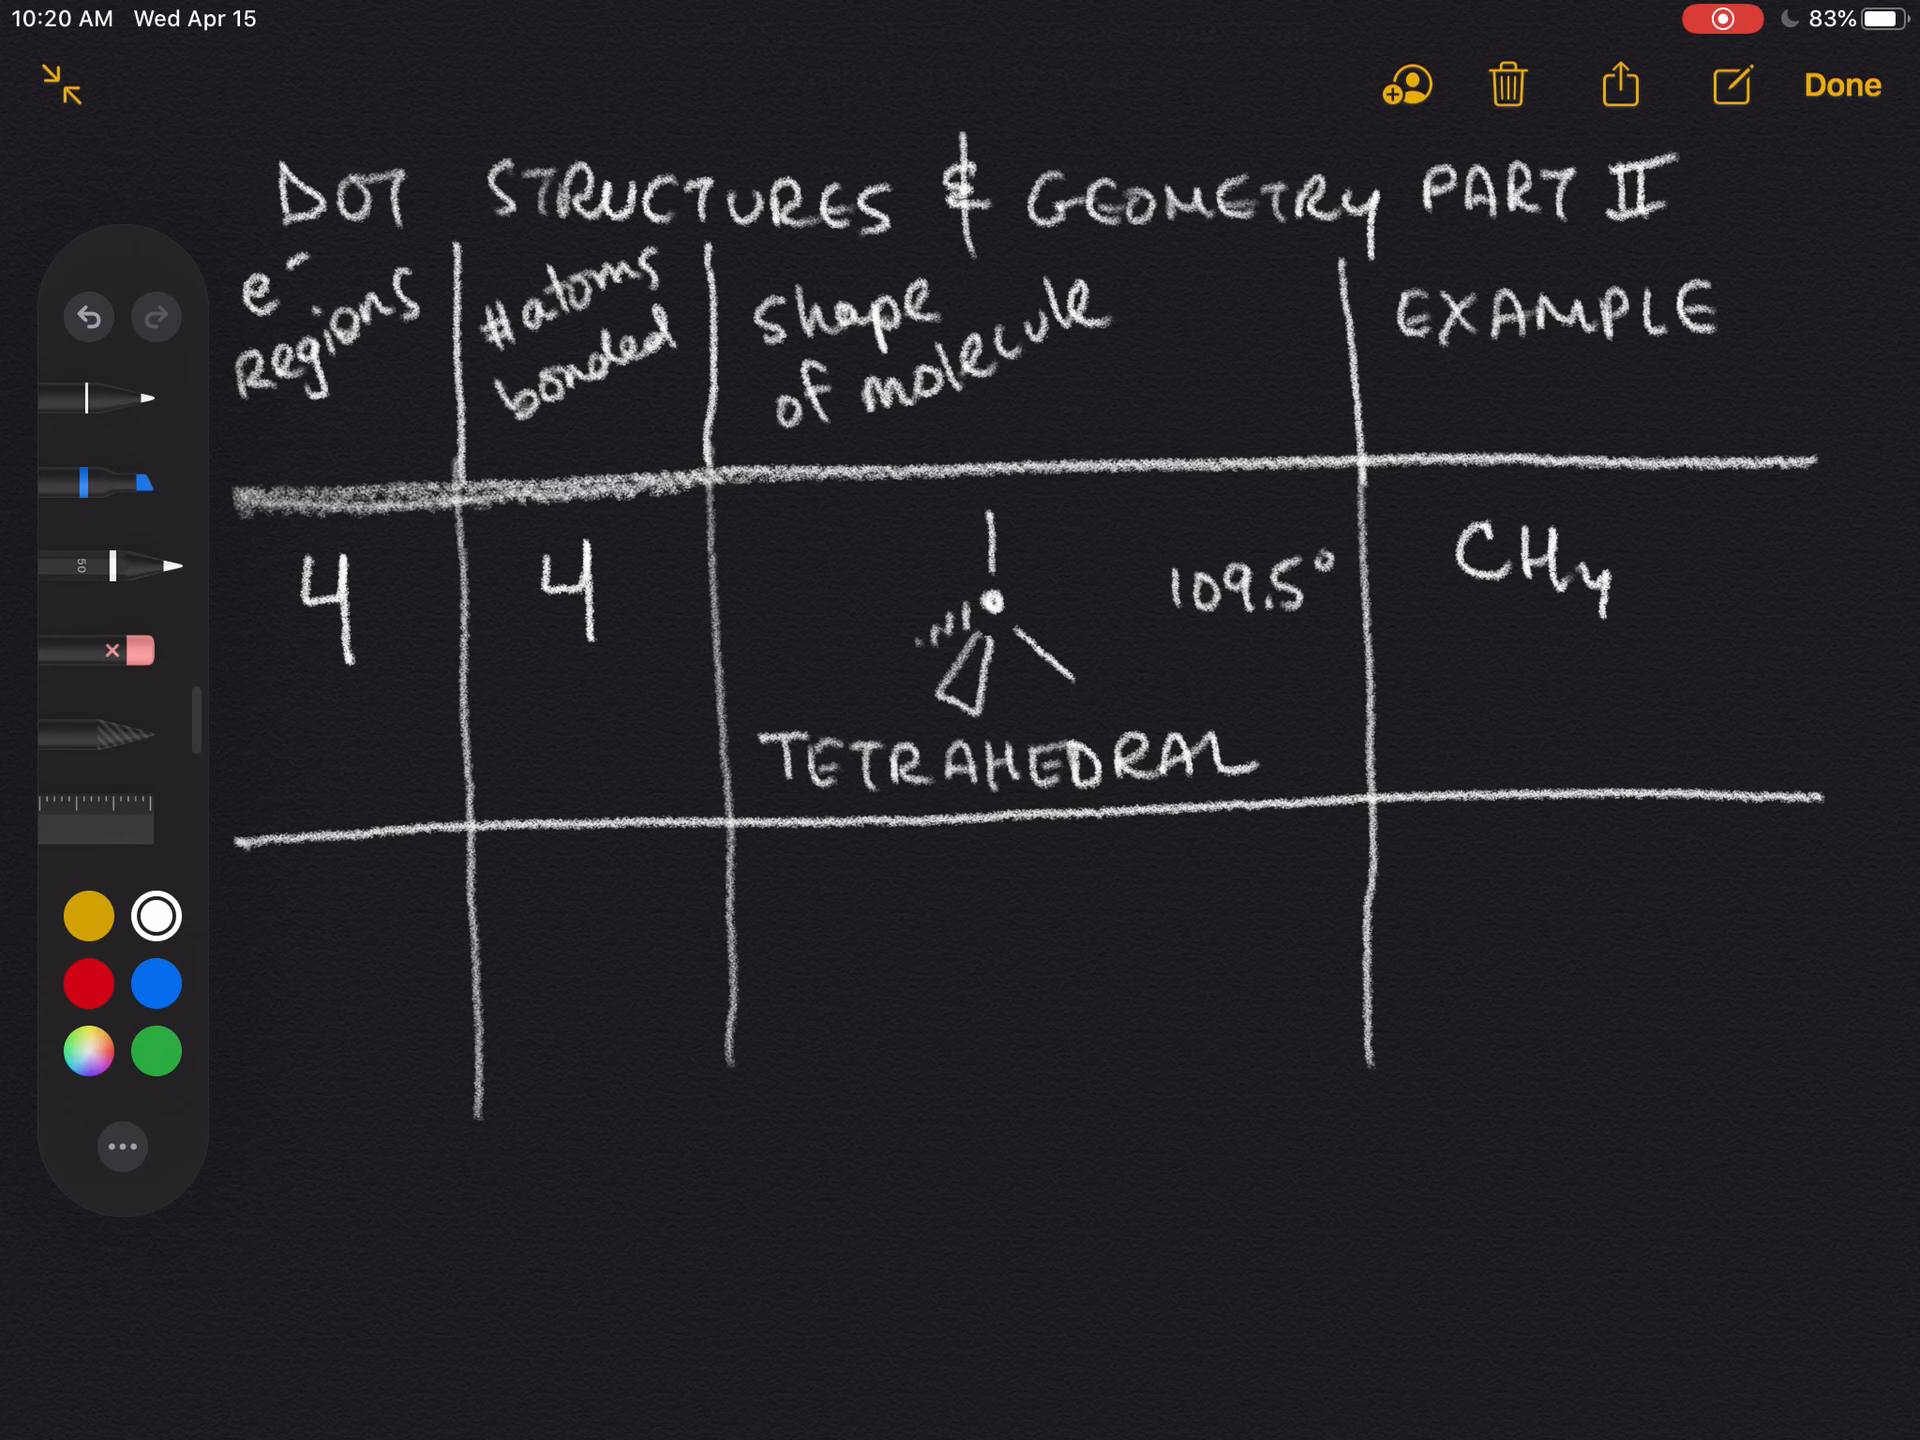 10:20 AM Wed Apr 15
83%
Done
DOT STRUCTURES & GEOMETRY PART II
e⁻
Regions
#atoms
bonded
shape
of molecule
EXAMPLE
4
4
109.5°
CH₄
TETRAHEDRAL
50